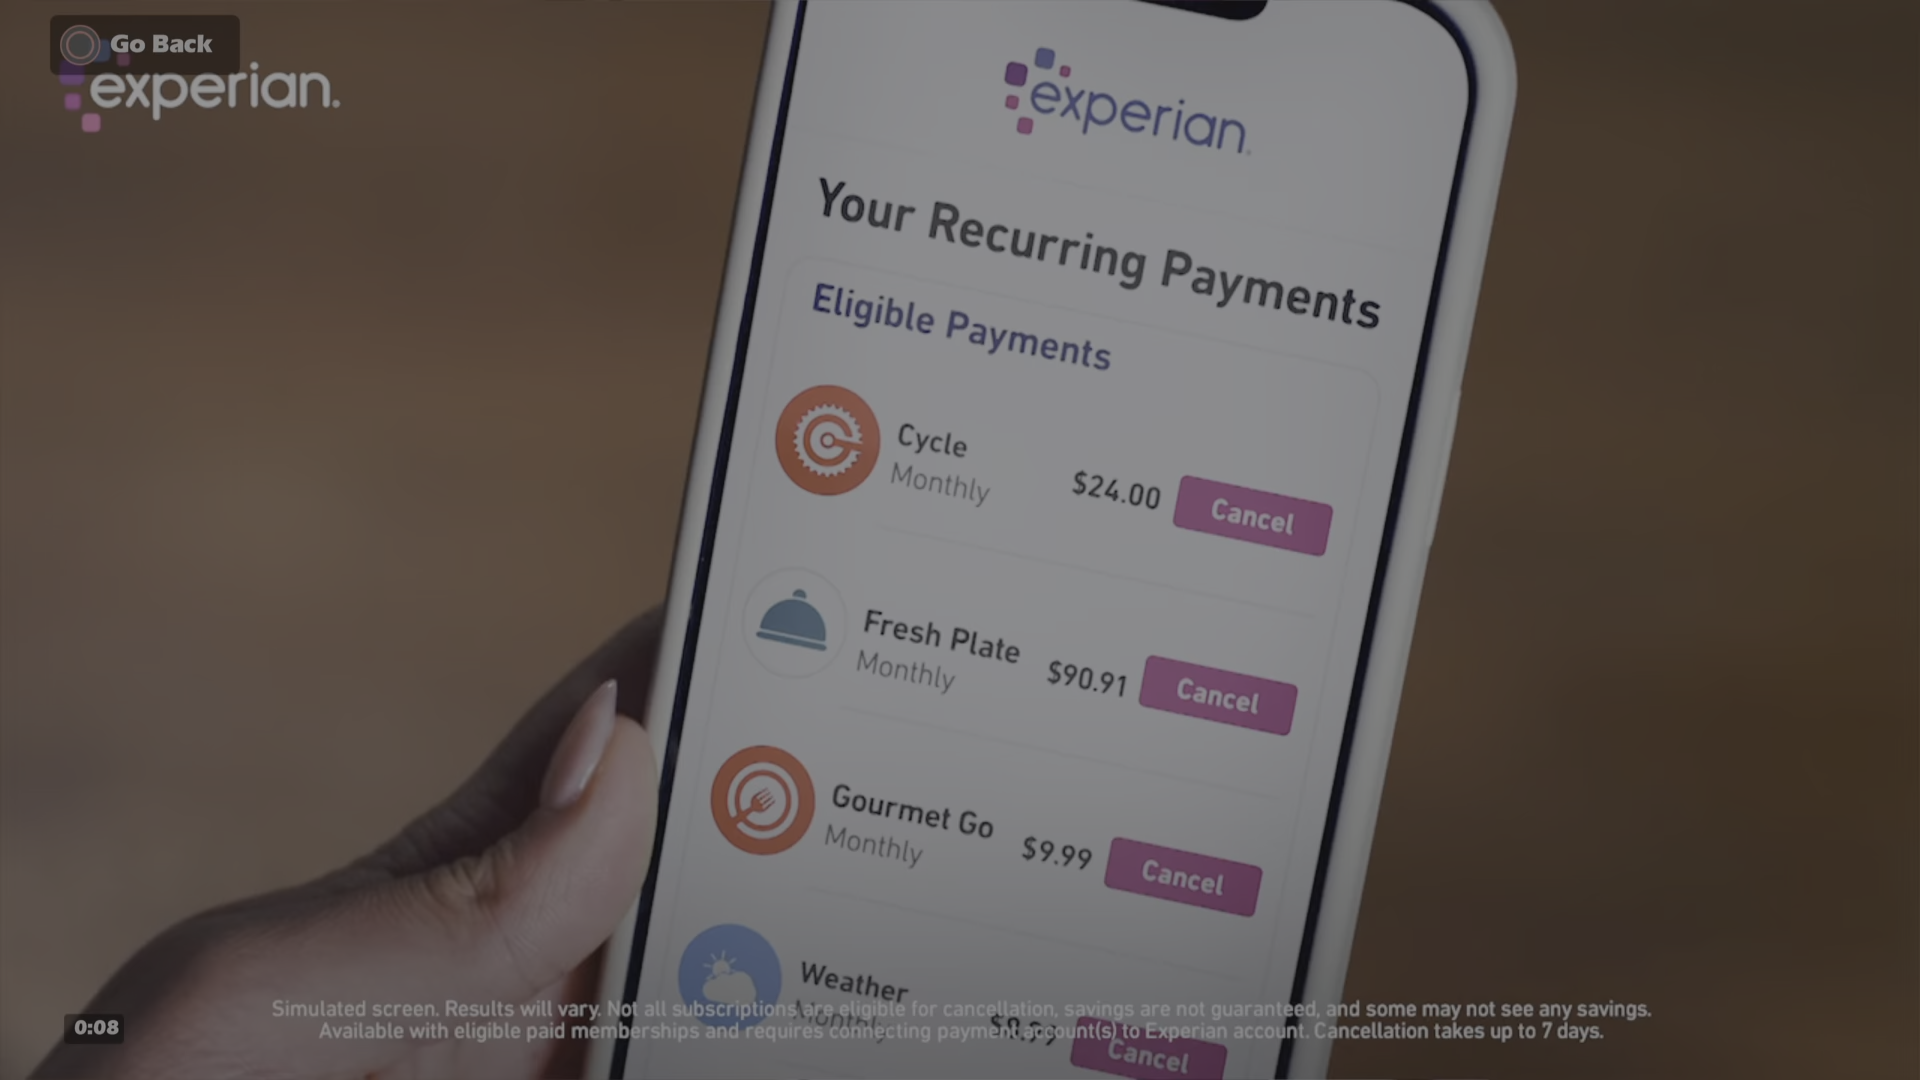 Go Back
experian.
experian.
Your Recurring Payments
Eligible Payments
Cycle
Monthly
$24.00
Cancel
Fresh Plate
Monthly
$90.91
Cancel
Gourmet Go
Monthly
$9.99
Cancel
Weather
Monthly
Cancel
Simulated screen. Results will vary. Not all subscriptions are eligible for cancellation, savings are not guaranteed, and some may not see any savings.
Available with eligible paid memberships and requires connecting payment account(s) to Experian account. Cancellation takes up to 7 days.
0:08